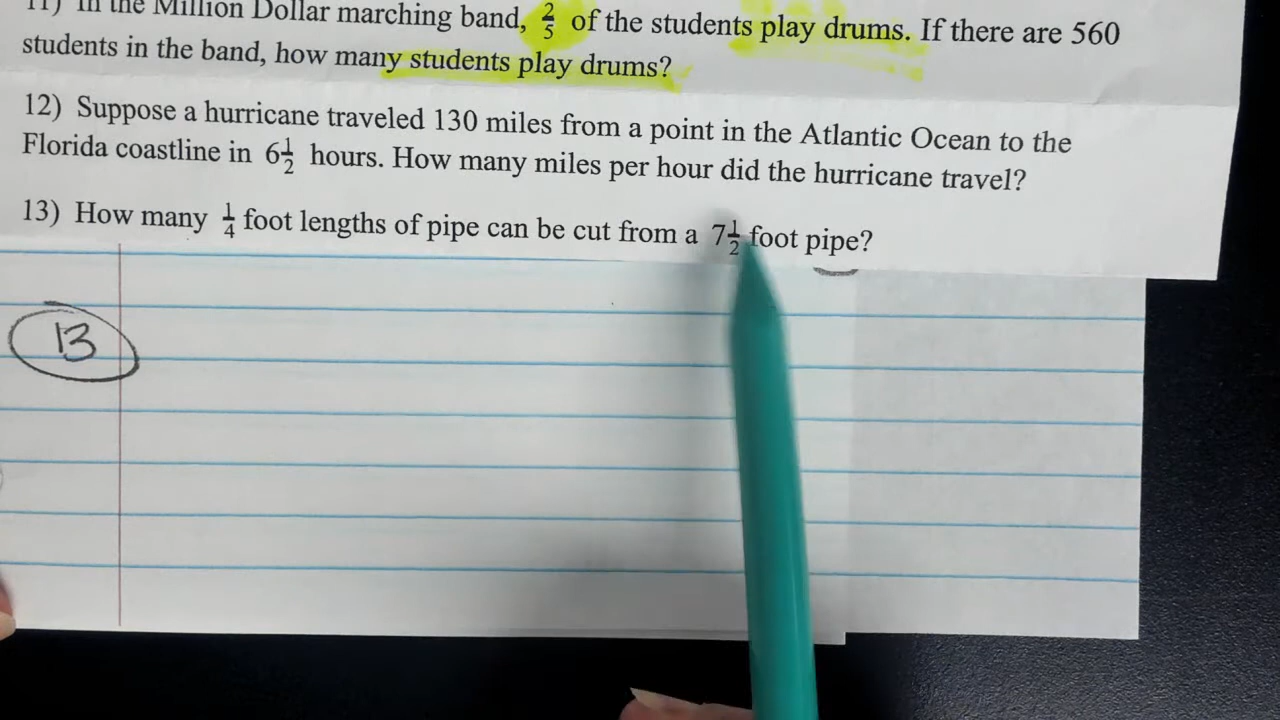 11) In the Million Dollar marching band, 2/5 of the students play drums. If there are 560
students in the band, how many students play drums?
12) Suppose a hurricane traveled 130 miles from a point in the Atlantic Ocean to the
Florida coastline in 6 1/2 hours. How many miles per hour did the hurricane travel?
13) How many 1/4 foot lengths of pipe can be cut from a 7 1/2 foot pipe?
13